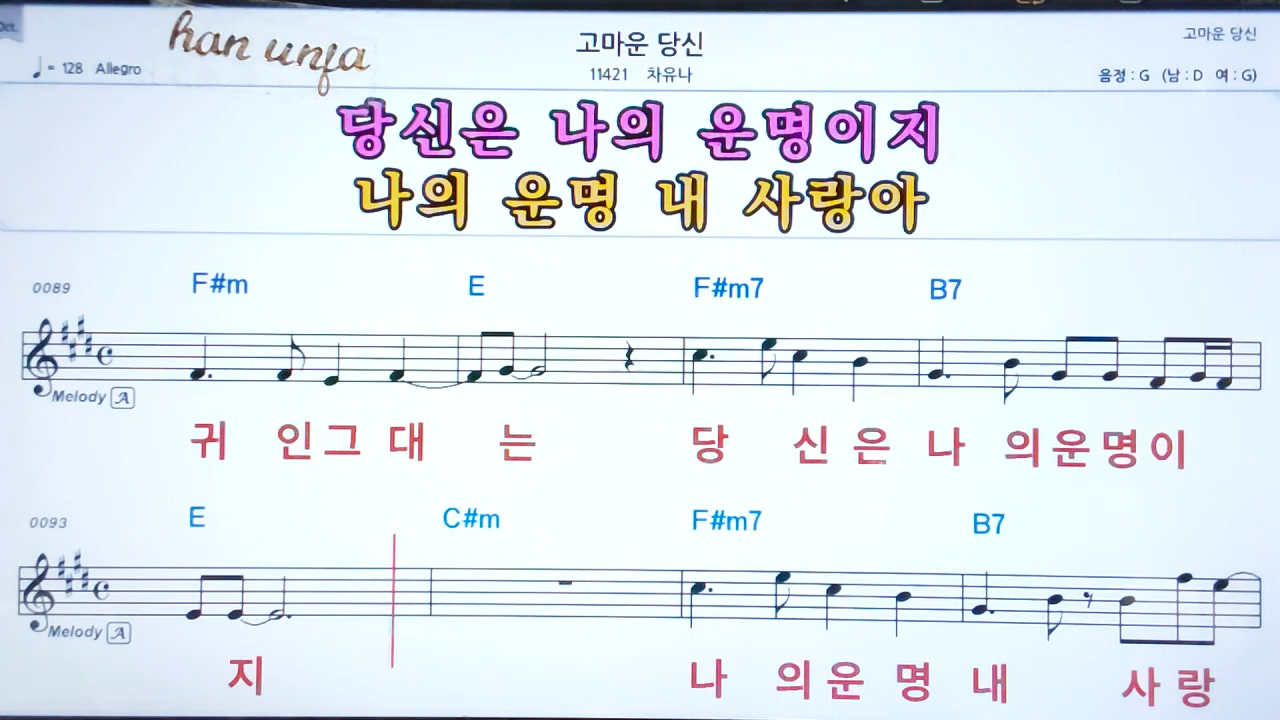 han unja
고마운 당신
고마운 당신
♩= 128 Allegro
11421 차유나
음정 : G (남 : D 여 : G)
당신은 나의 운명이지
나의 운명 내 사랑아
0089 F#m E F#m7 B7
Melody A
귀 인그 대 는 당 신 은 나 의운명이
0093 E C#m F#m7 B7
Melody A
지 나 의운 명 내 사 랑